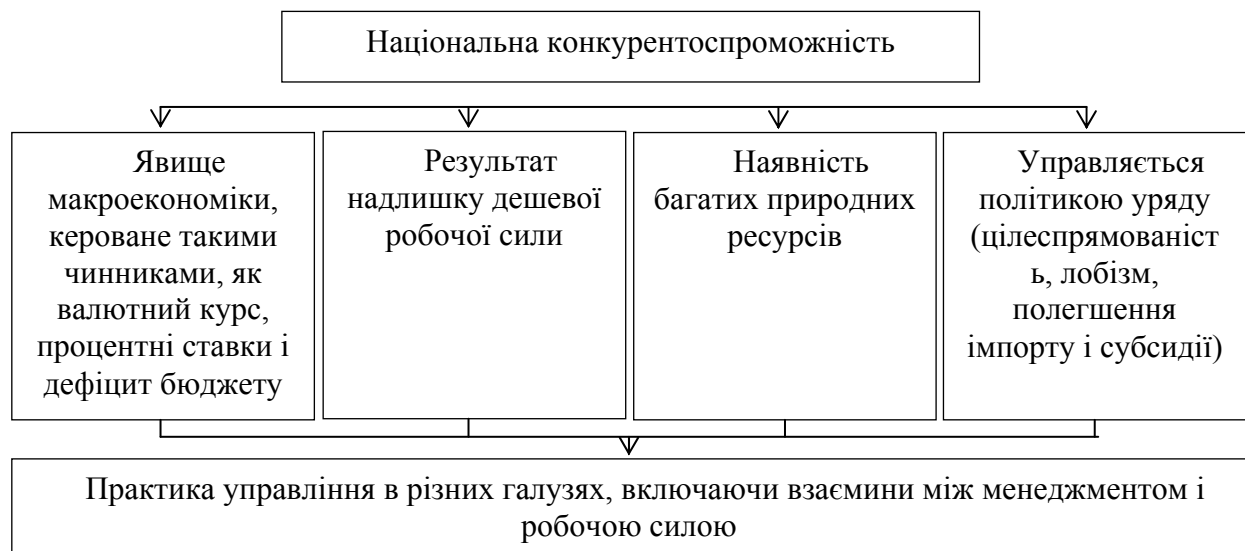 Національна конкурентоспроможність
Явище
макроекономіки,
кероване такими
чинниками, як
валютний курс,
процентні ставки і
дефіцит бюджету
Результат
надлишку дешевої
робочої сили
Наявність
багатих природних
ресурсів
Управляється
політикою уряду
(цілеспрямованіст
ь, лобізм,
полегшення
імпорту і субсидії)
Практика управління в різних галузях, включаючи взаємини між менеджментом і
робочою силою